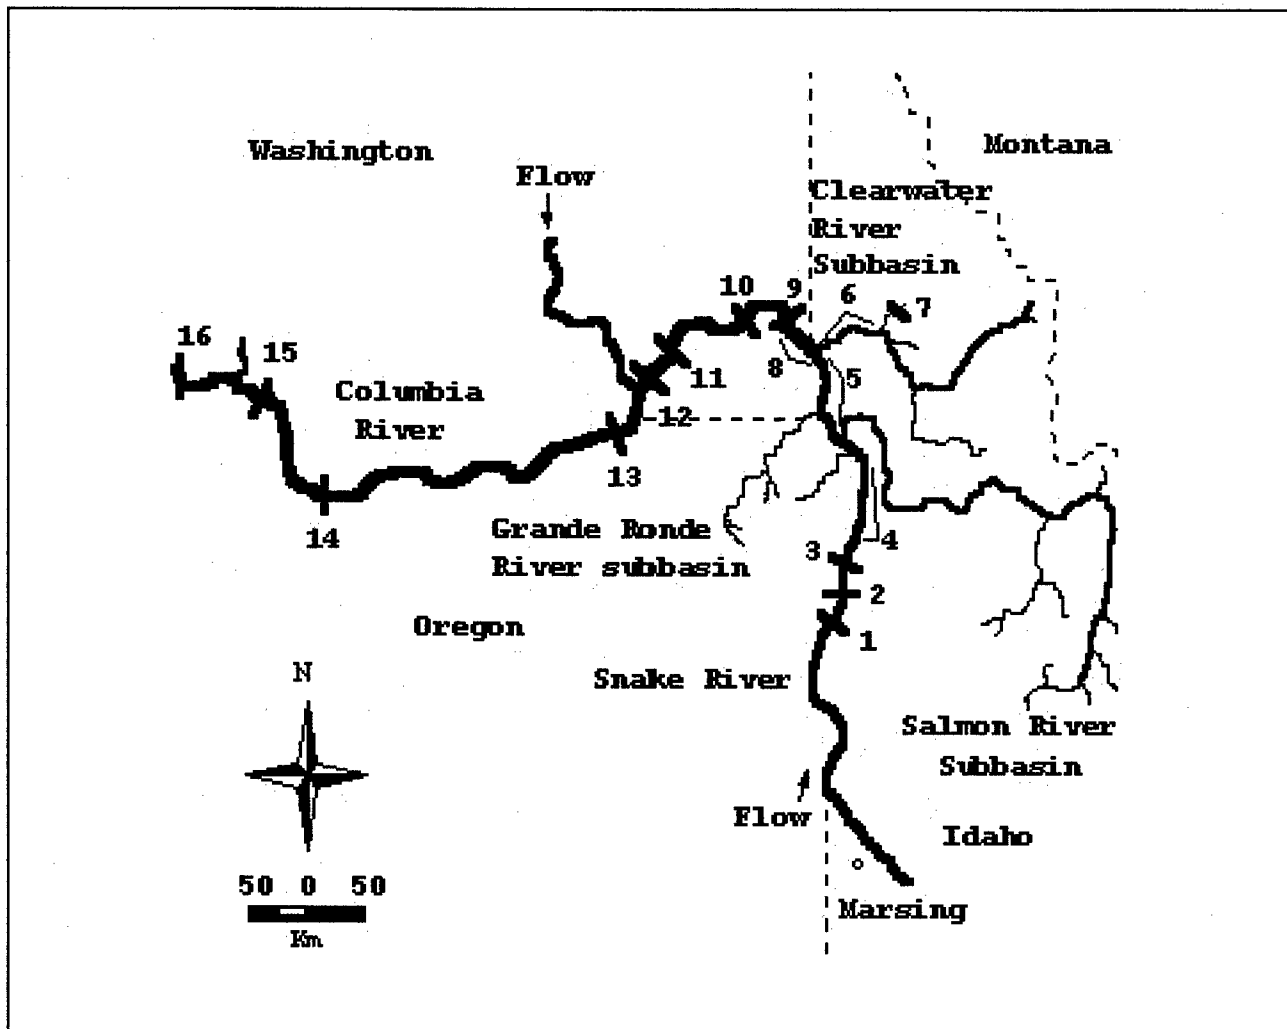 Washington
Montana
Flow
Clearwater
River
Subbasin
10
9
6
7
16
15
11
8
5
Columbia
River
12
13
14
Grande Ronde
River subbasin
3
4
2
1
Oregon
N
Snake River
Salmon River
Subbasin
Flow
Idaho
50 0 50
Km
Marsing